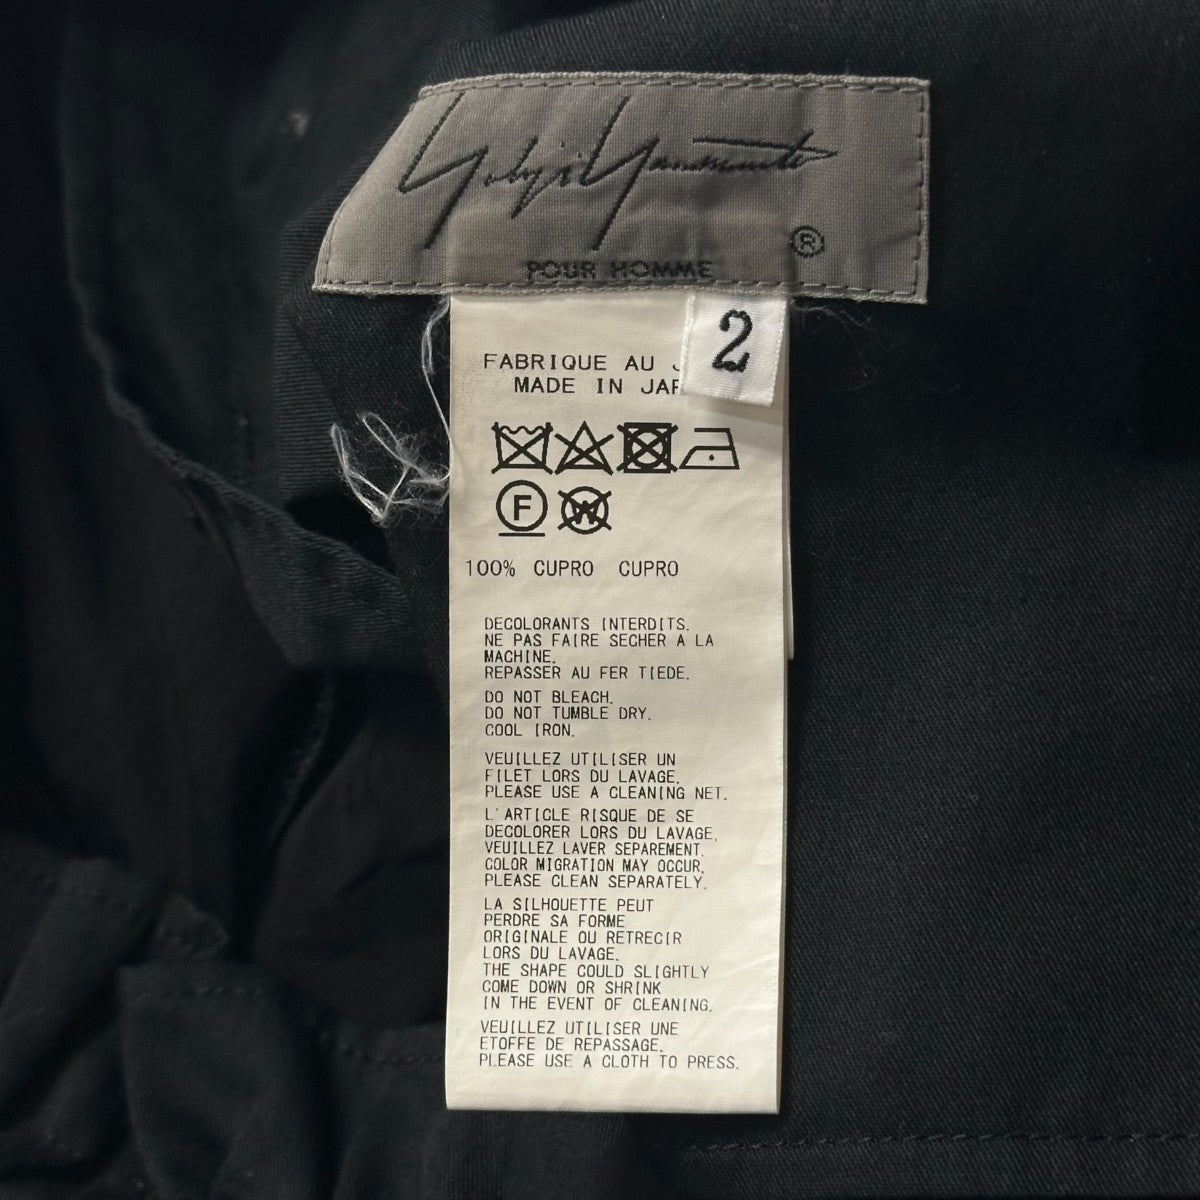 Yohji Yamamoto
®
POUR HOMME
2
FABRIQUE AU
MADE IN
F
W
100% CUPRO CUPRO
DECOLORANTS INTERDITS.
NE PAS FAIRE SECHER A LA
MACHINE.
REPASSER AU FER TIEDE.
DO NOT BLEACH.
DO NOT TUMBLE DRY.
COOL IRON.
VEUILLEZ UTILISER UN
FILET LORS DU LAVAGE.
PLEASE USE A CLEANING NET.
L'ARTICLE RISQUE DE SE
DECOLORER LORS DU LAVAGE.
VEUILLEZ LAVER SEPAREMENT.
COLOR MIGRATION MAY OCCUR,
PLEASE CLEAN SEPARATELY.
LA SILHOUETTE PEUT
PERDRE SA FORME
ORIGINALE OU RETRECIR
LORS DU LAVAGE.
THE SHAPE COULD SLIGHTLY
COME DOWN OR SHRINK
IN THE EVENT OF CLEANING.
VEUILLEZ UTILISER UNE
ETOFFE DE REPASSAGE.
PLEASE USE A CLOTH TO PRESS.